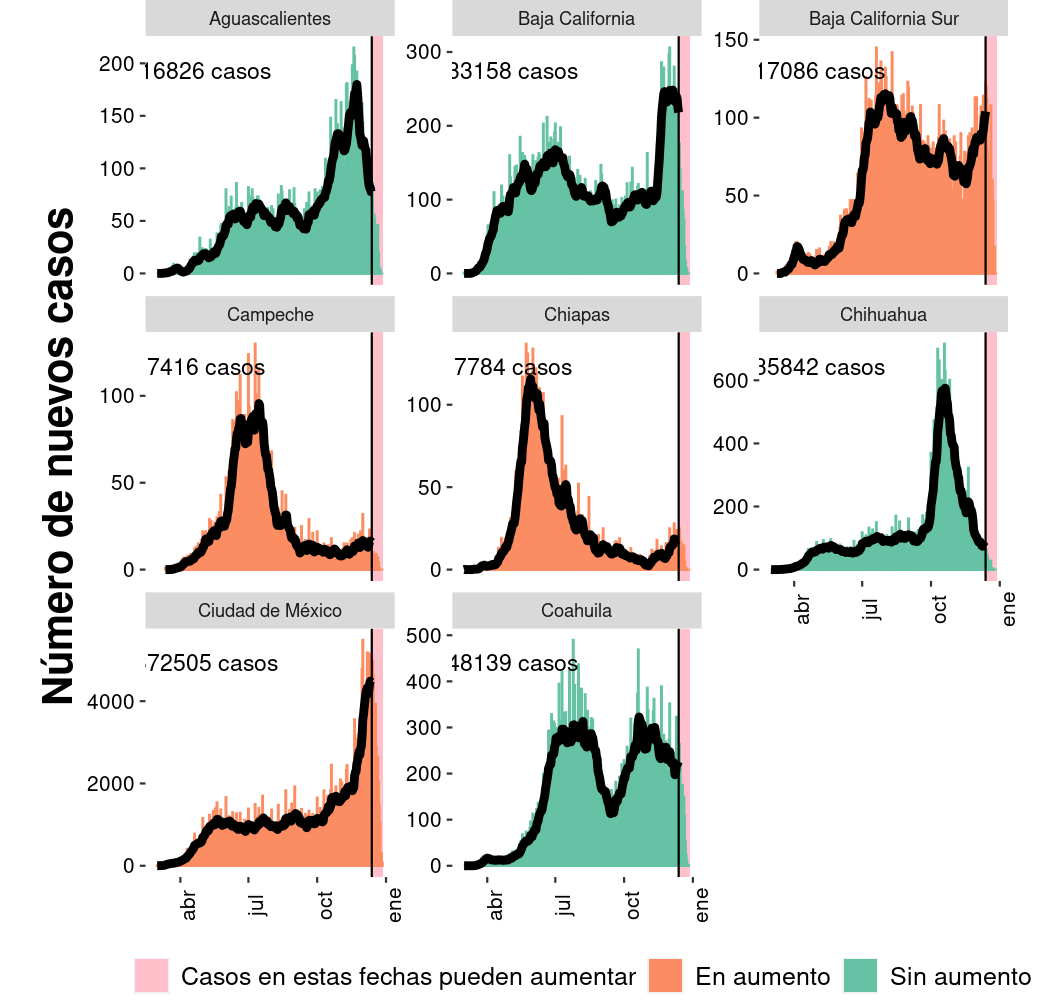 Aguascalientes
Baja California
Baja California Sur
16826 casos
33158 casos
17086 casos
200
150
100
50
0
300
200
100
0
150
100
50
0
Campeche
Chiapas
Chihuahua
7416 casos
7784 casos
35842 casos
100
50
0
100
50
0
600
400
200
0
abr
jul
oct
ene
Ciudad de México
Coahuila
72505 casos
48139 casos
4000
2000
0
500
400
300
200
100
0
abr
jul
oct
ene
abr
jul
oct
ene
Número de nuevos casos
Casos en estas fechas pueden aumentar
En aumento
Sin aumento